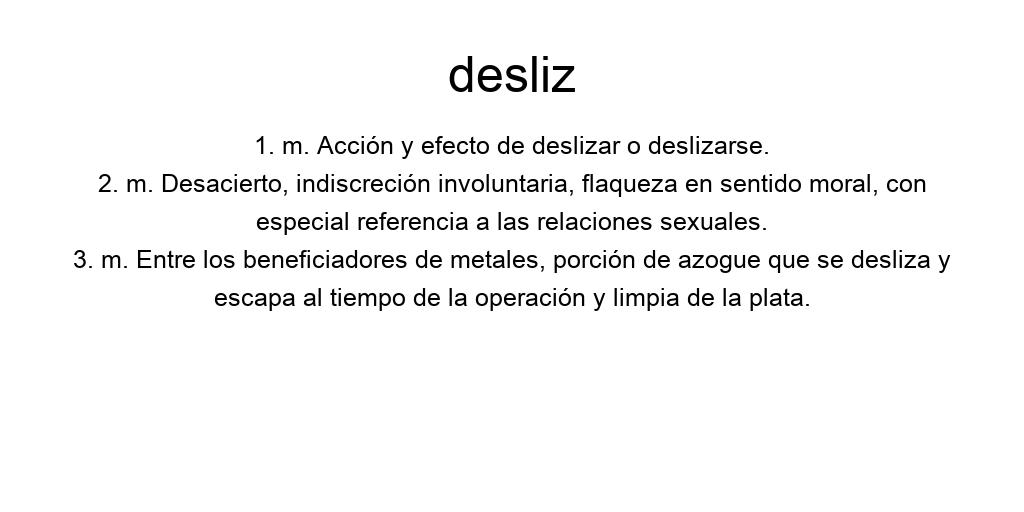 desliz
1. m. Acción y efecto de deslizar o deslizarse.
2. m. Desacierto, indiscreción involuntaria, flaqueza en sentido moral, con
especial referencia a las relaciones sexuales.
3. m. Entre los beneficiadores de metales, porción de azogue que se desliza y
escapa al tiempo de la operación y limpia de la plata.